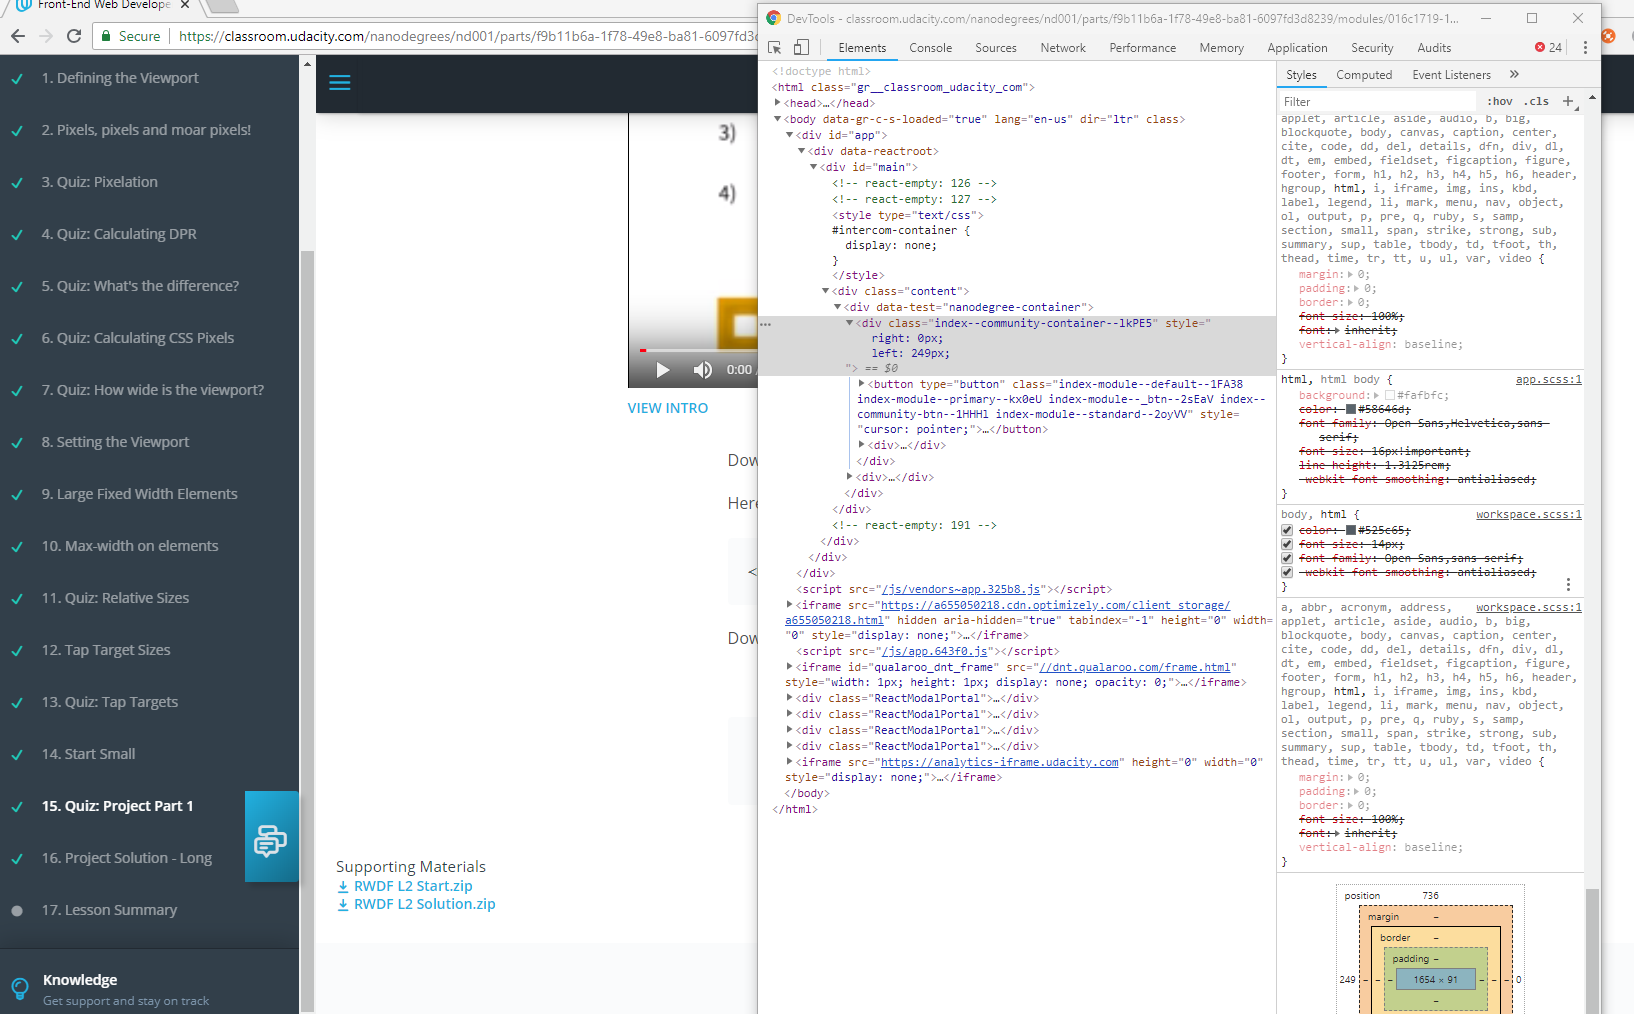 Front-End Web Develope
Secure
https://classroom.udacity.com/nanodegrees/nd001/parts/f9b11b6a-1f78-49e8-ba81-6097fd3d
1. Defining the Viewport
2. Pixels, pixels and moar pixels!
3. Quiz: Pixelation
4. Quiz: Calculating DPR
5. Quiz: What's the difference?
6. Quiz: Calculating CSS Pixels
7. Quiz: How wide is the viewport?
8. Setting the Viewport
9. Large Fixed Width Elements
10. Max-width on elements
11. Quiz: Relative Sizes
12. Tap Target Sizes
13. Quiz: Tap Targets
14. Start Small
15. Quiz: Project Part 1
16. Project Solution - Long
17. Lesson Summary
Knowledge
Get support and stay on track
3)
4)
0:00 /
VIEW INTRO
Dow
Here
<
Dow
Supporting Materials
RWDF L2 Start.zip
RWDF L2 Solution.zip
DevTools - classroom.udacity.com/nanodegrees/nd001/parts/f9b11b6a-1f78-49e8-ba81-6097fd3d8239/modules/016c1719-1...
Elements Console Sources Network Performance Memory Application Security Audits 24
<!doctype html>
<html class="gr__classroom_udacity_com">
<head>…</head>
<body data-gr-c-s-loaded="true" lang="en-us" dir="ltr" class>
<div id="app">
<div data-reactroot>
<div id="main">
<!-- react-empty: 126 -->
<!-- react-empty: 127 -->
<style type="text/css">
#intercom-container {
display: none;
}
</style>
<div class="content">
<div data-test="nanodegree-container">
<div class="index--community-container--lkPE5" style="
right: 0px;
left: 249px;
"> == $0
<button type="button" class="index-module--default--1FA38
index-module--primary--kx0eU index-module--_btn--2sEaV index--
community-btn--1HHHl index-module--standard--2oyVV" style=
"cursor: pointer;">…</button>
<div>…</div>
</div>
<div>…</div>
</div>
</div>
<!-- react-empty: 191 -->
</div>
</div>
</div>
<script src="/js/vendors~app.325b8.js"></script>
<iframe src="https://a655050218.cdn.optimizely.com/client_storage/
a655050218.html" hidden aria-hidden="true" tabindex="-1" height="0" width=
"0" style="display: none;">…</iframe>
<script src="/js/app.643f0.js"></script>
<iframe id="qualaroo_dnt_frame" src="//dnt.qualaroo.com/frame.html"
style="width: 1px; height: 1px; display: none; opacity: 0;">…</iframe>
<div class="ReactModalPortal">…</div>
<div class="ReactModalPortal">…</div>
<div class="ReactModalPortal">…</div>
<div class="ReactModalPortal">…</div>
<iframe src="https://analytics-iframe.udacity.com" height="0" width="0"
style="display: none;">…</iframe>
</body>
</html>
Styles Computed Event Listeners »
Filter :hov .cls +
applet, article, aside, audio, b, big,
blockquote, body, canvas, caption, center,
cite, code, dd, del, details, dfn, div, dl,
dt, em, embed, fieldset, figcaption, figure,
footer, form, h1, h2, h3, h4, h5, h6, header,
hgroup, html, i, iframe, img, ins, kbd,
label, legend, li, mark, menu, nav, object,
ol, output, p, pre, q, ruby, s, samp,
section, small, span, strike, strong, sub,
summary, sup, table, tbody, td, tfoot, th,
thead, time, tr, tt, u, ul, var, video {
margin: 0;
padding: 0;
border: 0;
font-size: 100%;
font: inherit;
vertical-align: baseline;
}
html, html body { app.scss:1
background: #fafbfc;
color: #58646d;
font-family: Open Sans,Helvetica,sans-
serif;
font-size: 16px!important;
line-height: 1.3125rem;
-webkit-font-smoothing: antialiased;
}
body, html { workspace.scss:1
color: #525c65;
font-size: 14px;
font-family: Open Sans,sans-serif;
-webkit-font-smoothing: antialiased;
}
a, abbr, acronym, address, workspace.scss:1
applet, article, aside, audio, b, big,
blockquote, body, canvas, caption, center,
cite, code, dd, del, details, dfn, div, dl,
dt, em, embed, fieldset, figcaption, figure,
footer, form, h1, h2, h3, h4, h5, h6, header,
hgroup, html, i, iframe, img, ins, kbd,
label, legend, li, mark, menu, nav, object,
ol, output, p, pre, q, ruby, s, samp,
section, small, span, strike, strong, sub,
summary, sup, table, tbody, td, tfoot, th,
thead, time, tr, tt, u, ul, var, video {
margin: 0;
padding: 0;
border: 0;
font-size: 100%;
font: inherit;
vertical-align: baseline;
}
position 736
margin –
border –
padding –
249 – – – 1654 × 91 – – – 0
–